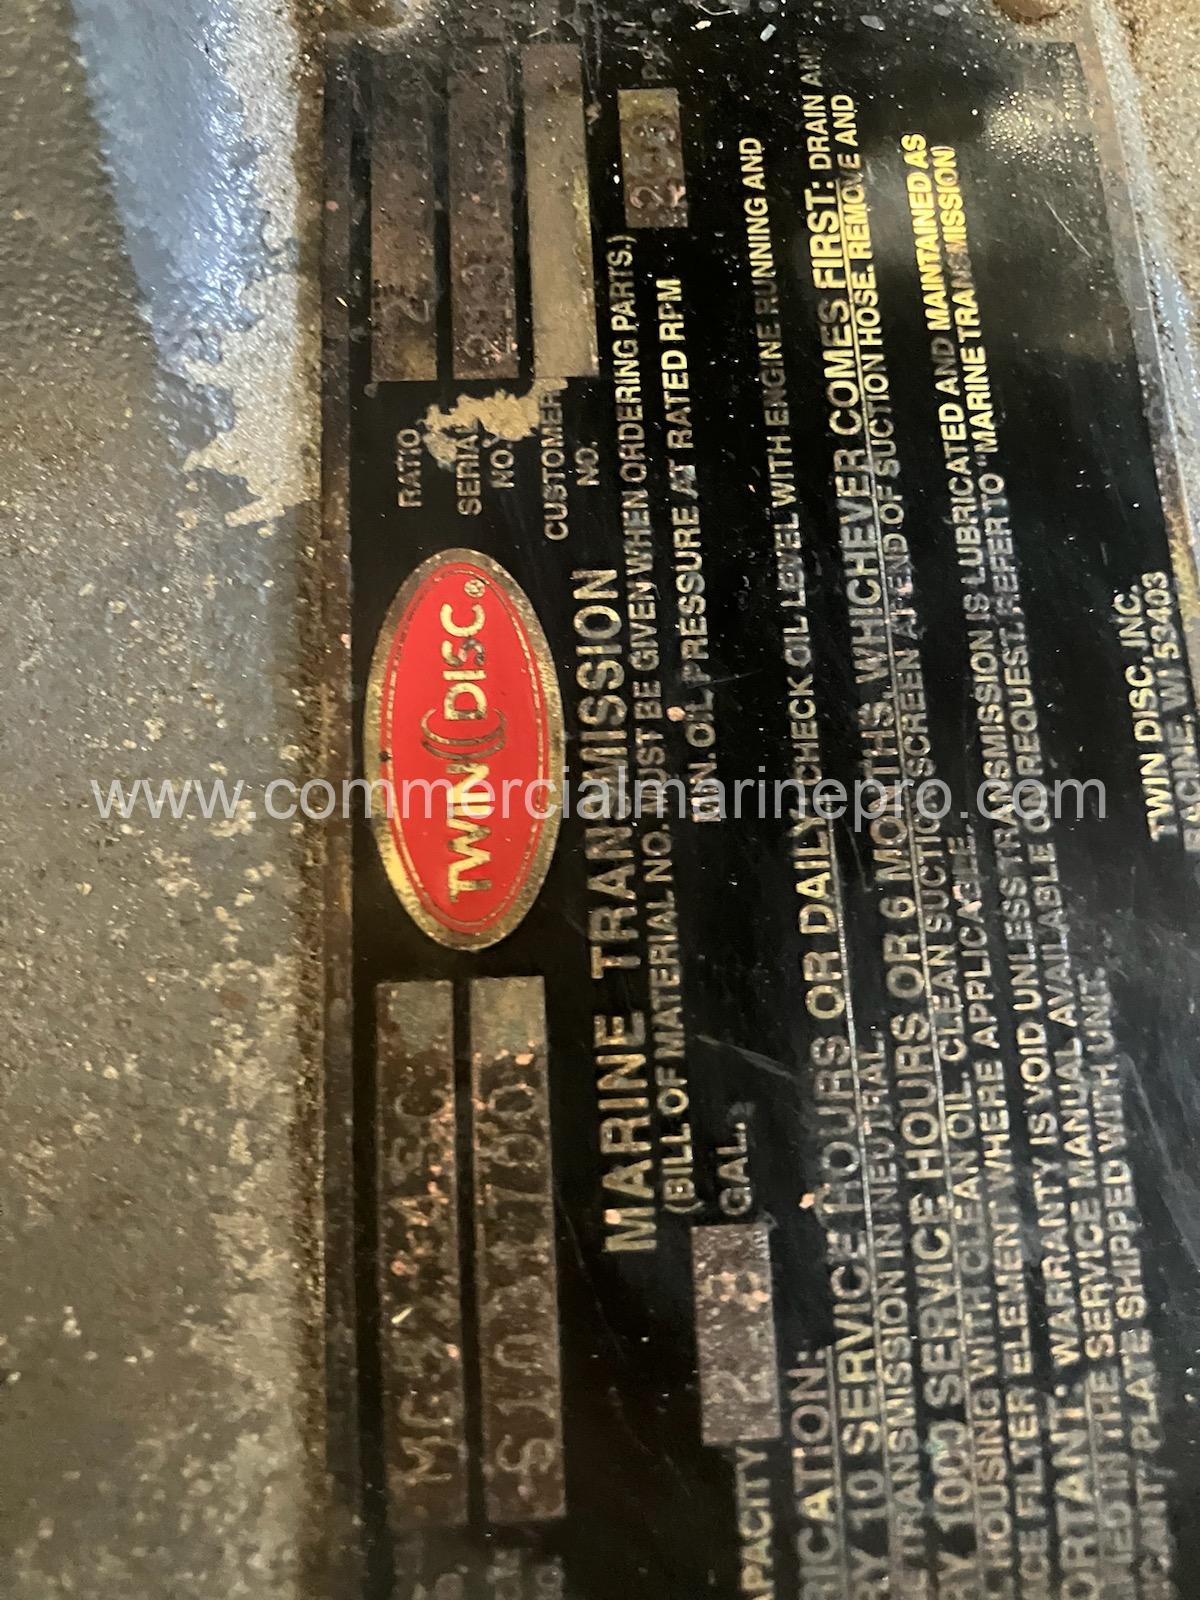 RATIO 2
SERIAL NO.
CUSTOMER NO.
TWIN DISC®
MARINE TRANSMISSION
(BILL OF MATERIAL NO. MUST BE GIVEN WHEN ORDERING PARTS.)
GAL. MIN. OIL PRESSURE AT RATED RPM
10 SERVICE HOURS OR DAILY, CHECK OIL LEVEL WITH ENGINE RUNNING AND
TRANSMISSION IN NEUTRAL.
1000 SERVICE HOURS OR 6 MONTHS, WHICHEVER COMES FIRST: DRAIN
HOUSING WITH CLEAN OIL. CLEAN SUCTION SCREEN AT END OF SUCTION HOSE. REMOVE AND
FILTER ELEMENT WHERE APPLICABLE.
WARRANTY IS VOID UNLESS TRANSMISSION IS LUBRICATED AND MAINTAINED AS
IN THE SERVICE MANUAL AVAILABLE ON REQUEST. REFER TO "MARINE TRANSMISSION
PLATE SHIPPED WITH UNIT.
TWIN DISC, INC.
WI 53403
www.commercialmarinepro.com